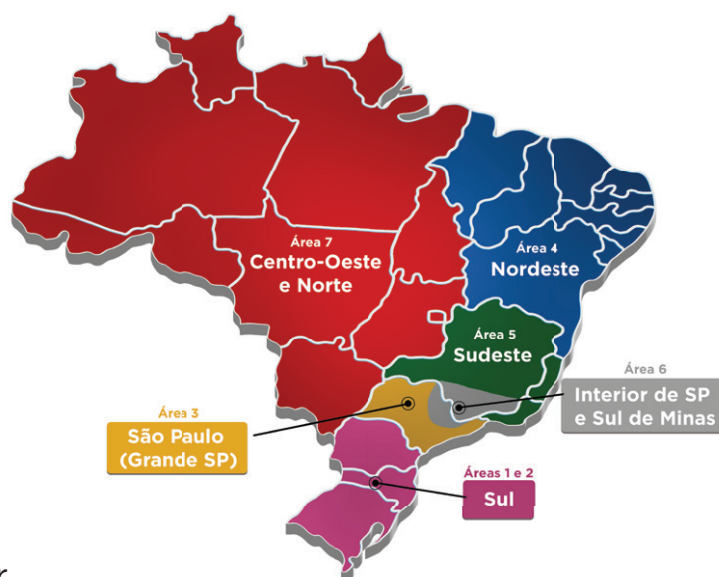 Área 7
Centro-Oeste
e Norte
Área 4
Nordeste
Área 5
Sudeste
Área 6
Interior de SP
e Sul de Minas
Área 3
São Paulo
(Grande SP)
Áreas 1 e 2
Sul